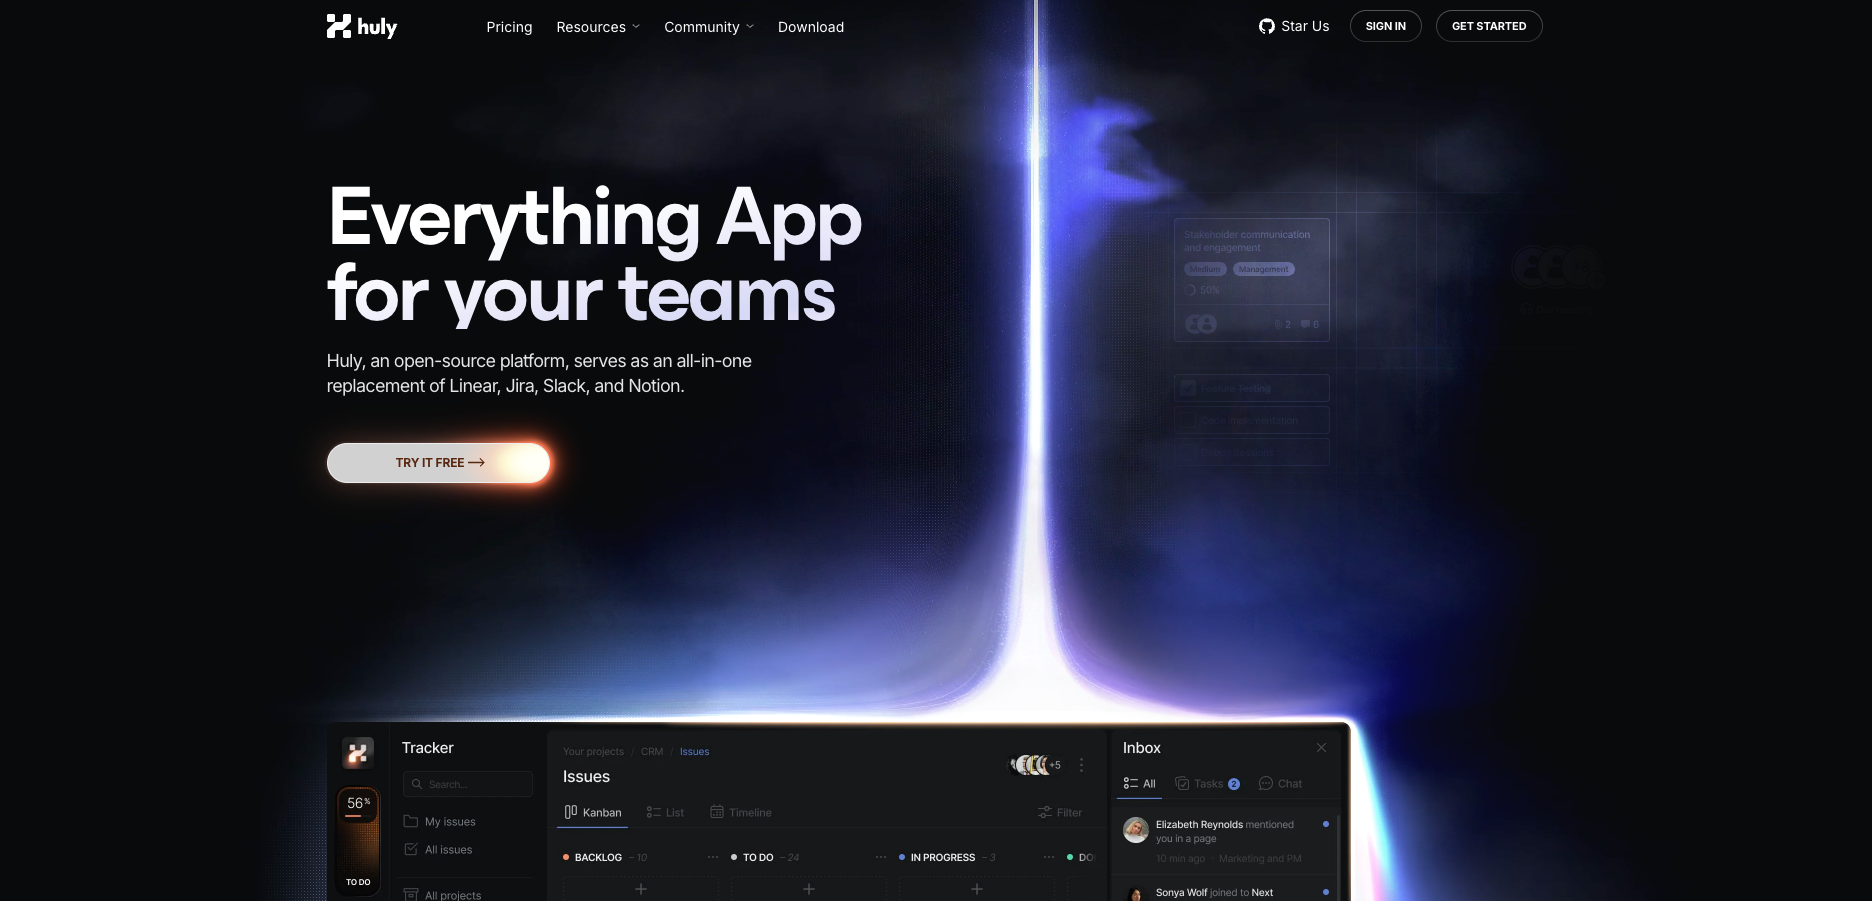 huly
Pricing
Resources
Community
Download
Star Us
SIGN IN
GET STARTED
Everything App
for your teams
Huly, an open-source platform, serves as an all-in-one
replacement of Linear, Jira, Slack, and Notion.
TRY IT FREE →
Stakeholder communication
and engagement
Medium
Management
50%
2
6
Feature Testing
Tracker
Search...
56%
My issues
All issues
TO DO
All projects
Your projects / CRM / Issues
Issues
+5
Kanban
List
Timeline
Filter
BACKLOG – 10
TO DO – 24
IN PROGRESS – 3
Inbox
All
Tasks 2
Chat
Elizabeth Reynolds mentioned
you in a page
10 min ago
Marketing and PM
Sonya Wolf joined to Next